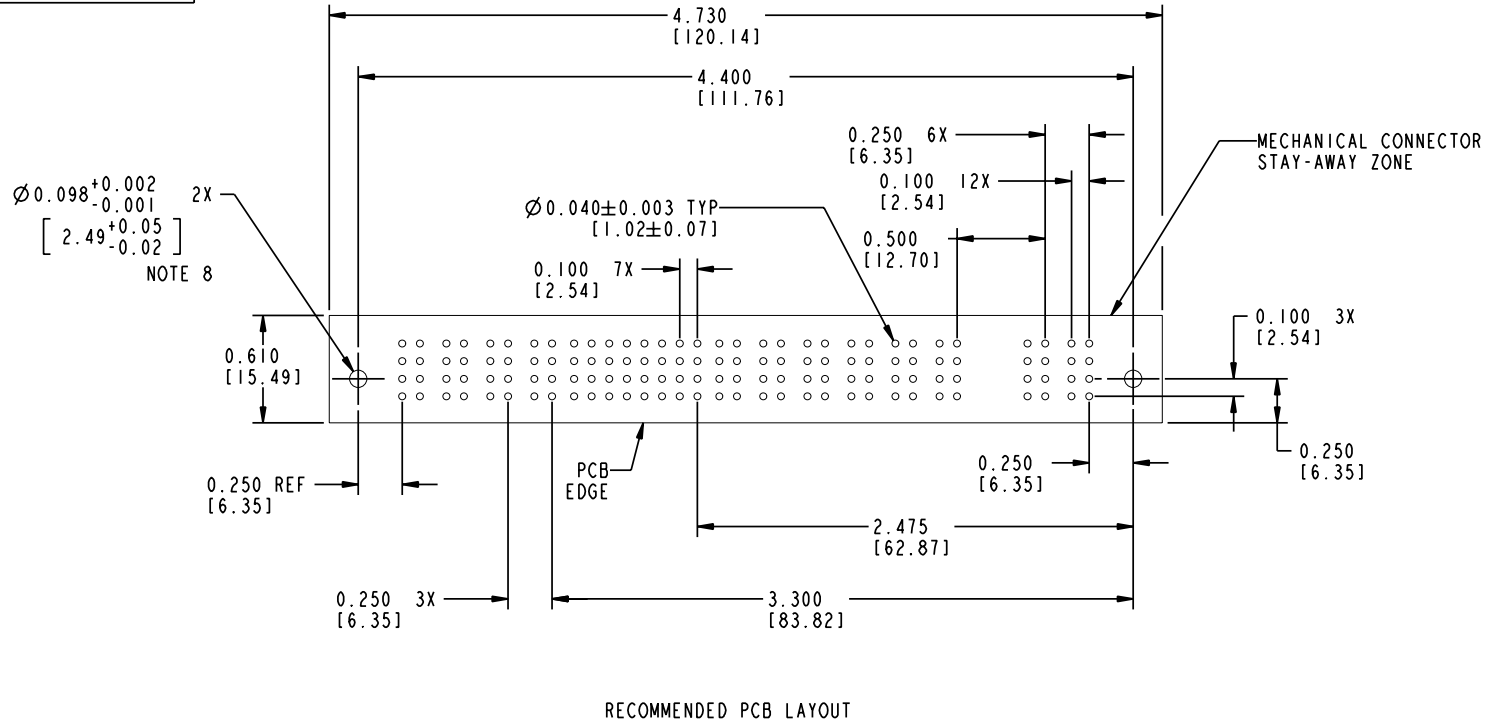 4.730
[120.14]
4.400
[111.76]
0.250 6X
[6.35]
MECHANICAL CONNECTOR
STAY-AWAY ZONE
0.100 12X
[2.54]
Ø0.098 +0.002 2X
-0.001
[2.49 +0.05]
-0.02
NOTE 8
Ø0.040±0.003 TYP
[1.02±0.07]
0.500
[12.70]
0.100 7X
[2.54]
0.100 3X
[2.54]
0.610
[15.49]
PCB
EDGE
0.250
[6.35]
0.250
[6.35]
0.250 REF
[6.35]
2.475
[62.87]
0.250 3X
[6.35]
3.300
[83.82]
RECOMMENDED PCB LAYOUT